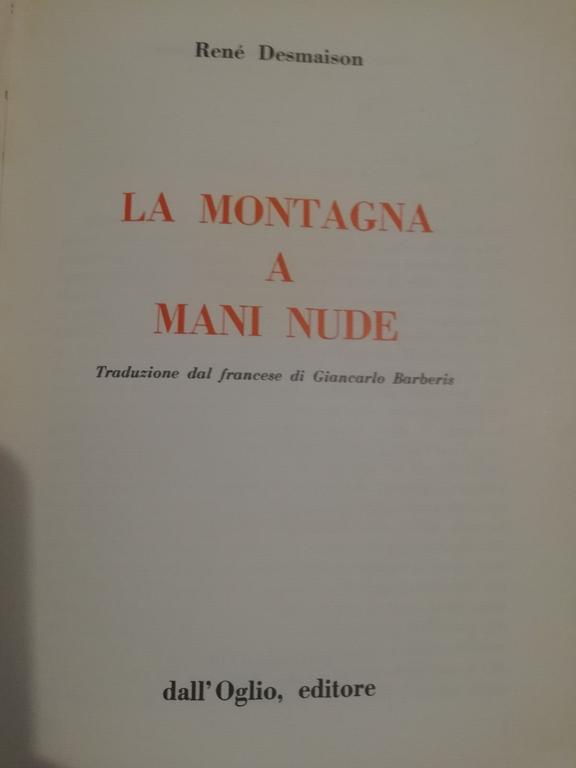 René Desmaison
LA MONTAGNA
A
MANI NUDE
Traduzione dal francese di Giancarlo Barberis
dall'Oglio, editore